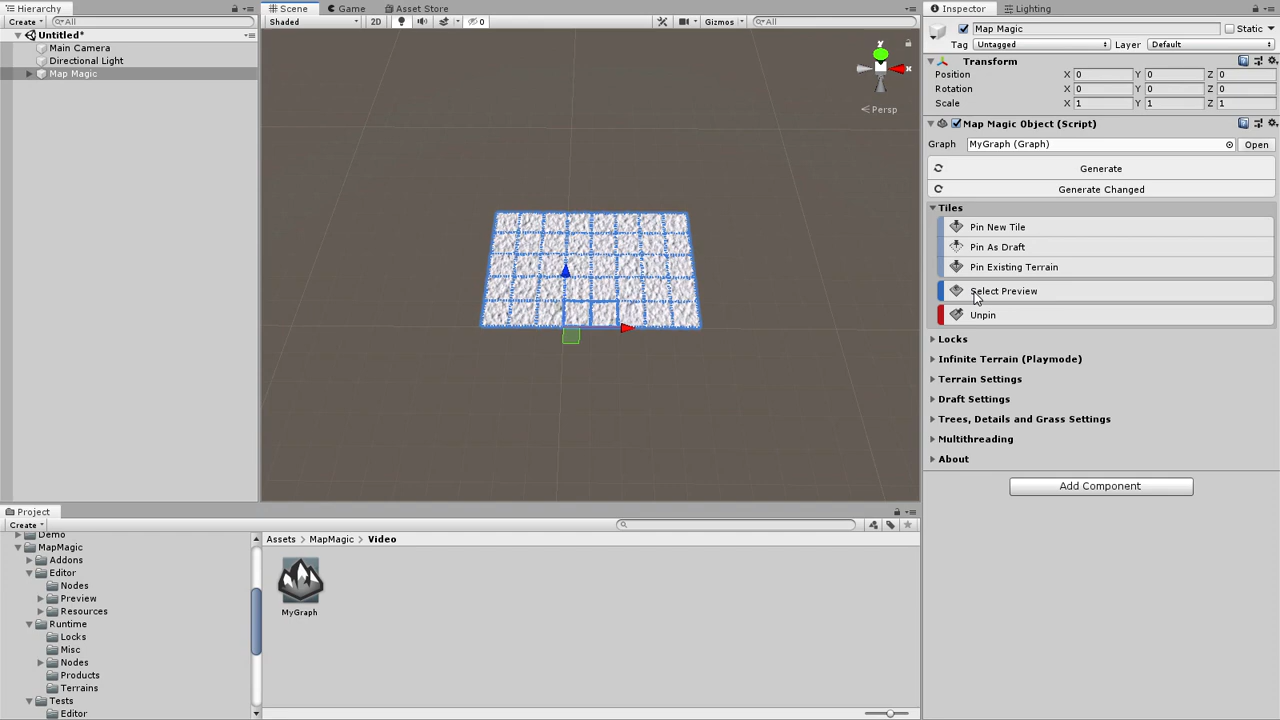 Hierarchy
Create
All
Untitled*
Main Camera
Directional Light
Map Magic
Scene
Game
Asset Store
Shaded
2D
0
Gizmos
All
y
x
Persp
Inspector
Lighting
Map Magic
Static
Tag Untagged Layer Default
Transform
Position X 0 Y 0 Z 0
Rotation X 0 Y 0 Z 0
Scale X 1 Y 1 Z 1
Map Magic Object (Script)
Graph MyGraph (Graph) Open
Generate
Generate Changed
Tiles
Pin New Tile
Pin As Draft
Pin Existing Terrain
Select Preview
Unpin
Locks
Infinite Terrain (Playmode)
Terrain Settings
Draft Settings
Trees, Details and Grass Settings
Multithreading
About
Add Component
Project
Create
Demo
MapMagic
Addons
Editor
Nodes
Preview
Resources
Runtime
Locks
Misc
Nodes
Products
Terrains
Tests
Editor
Assets > MapMagic > Video
MyGraph